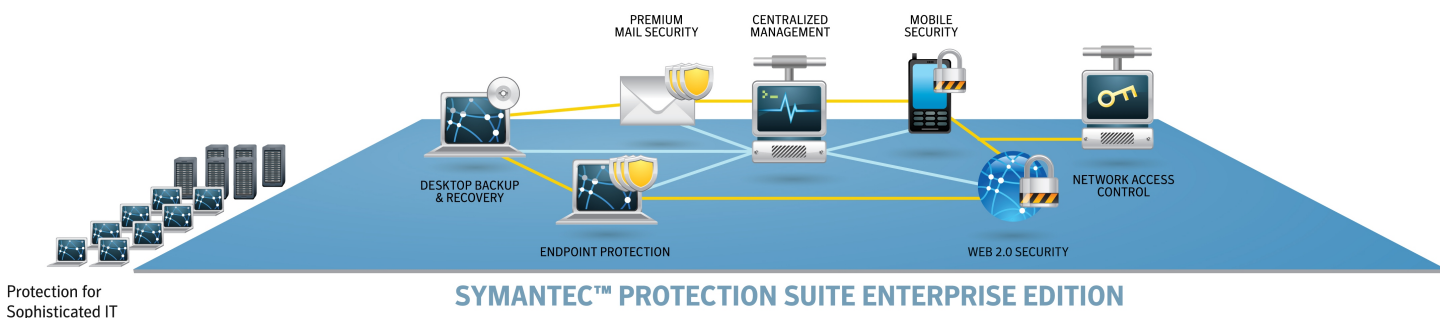 PREMIUM
MAIL SECURITY
CENTRALIZED
MANAGEMENT
MOBILE
SECURITY
DESKTOP BACKUP
& RECOVERY
NETWORK ACCESS
CONTROL
ENDPOINT PROTECTION
WEB 2.0 SECURITY
Protection for
Sophisticated IT
SYMANTEC™ PROTECTION SUITE ENTERPRISE EDITION